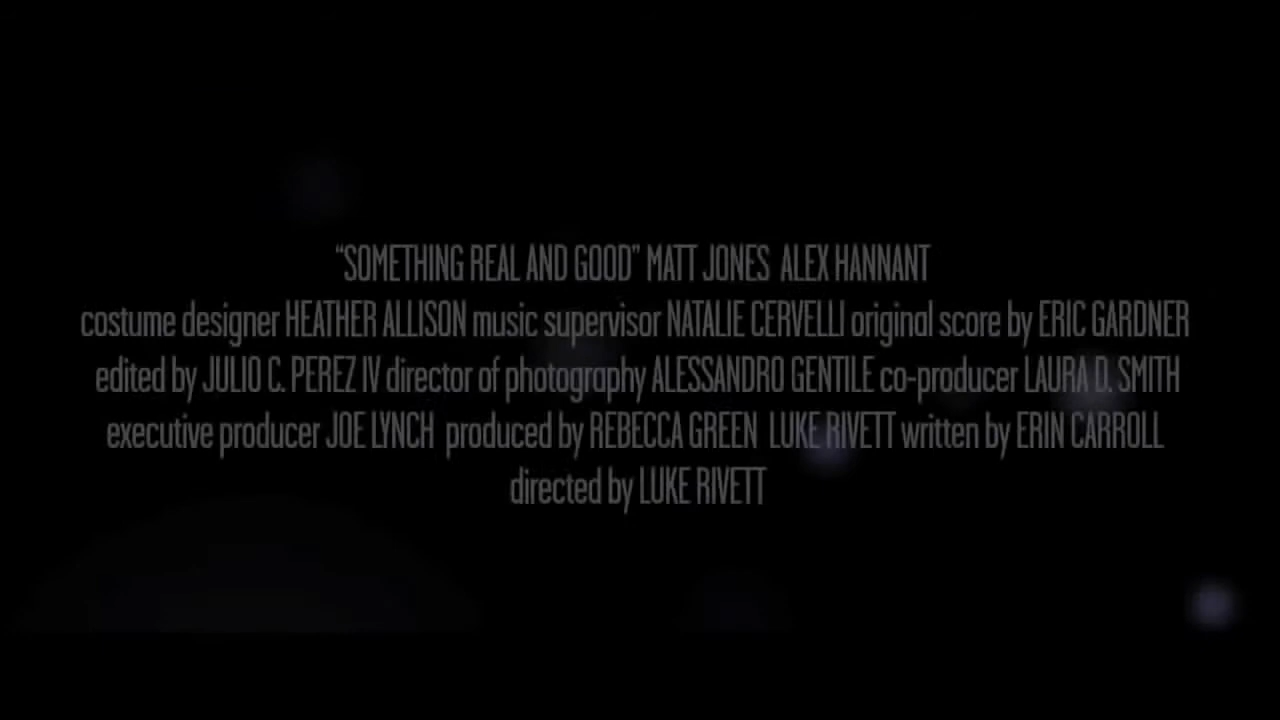 “SOMETHING REAL AND GOOD” MATT JONES ALEX HANNANT
costume designer HEATHER ALLISON music supervisor NATALIE CERVELLI original score by ERIC GARDNER
edited by JULIO C. PEREZ IV director of photography ALESSANDRO GENTILE co-producer LAURA D. SMITH
executive producer JOE LYNCH produced by REBECCA GREEN LUKE RIVETT written by ERIN CARROLL
directed by LUKE RIVETT